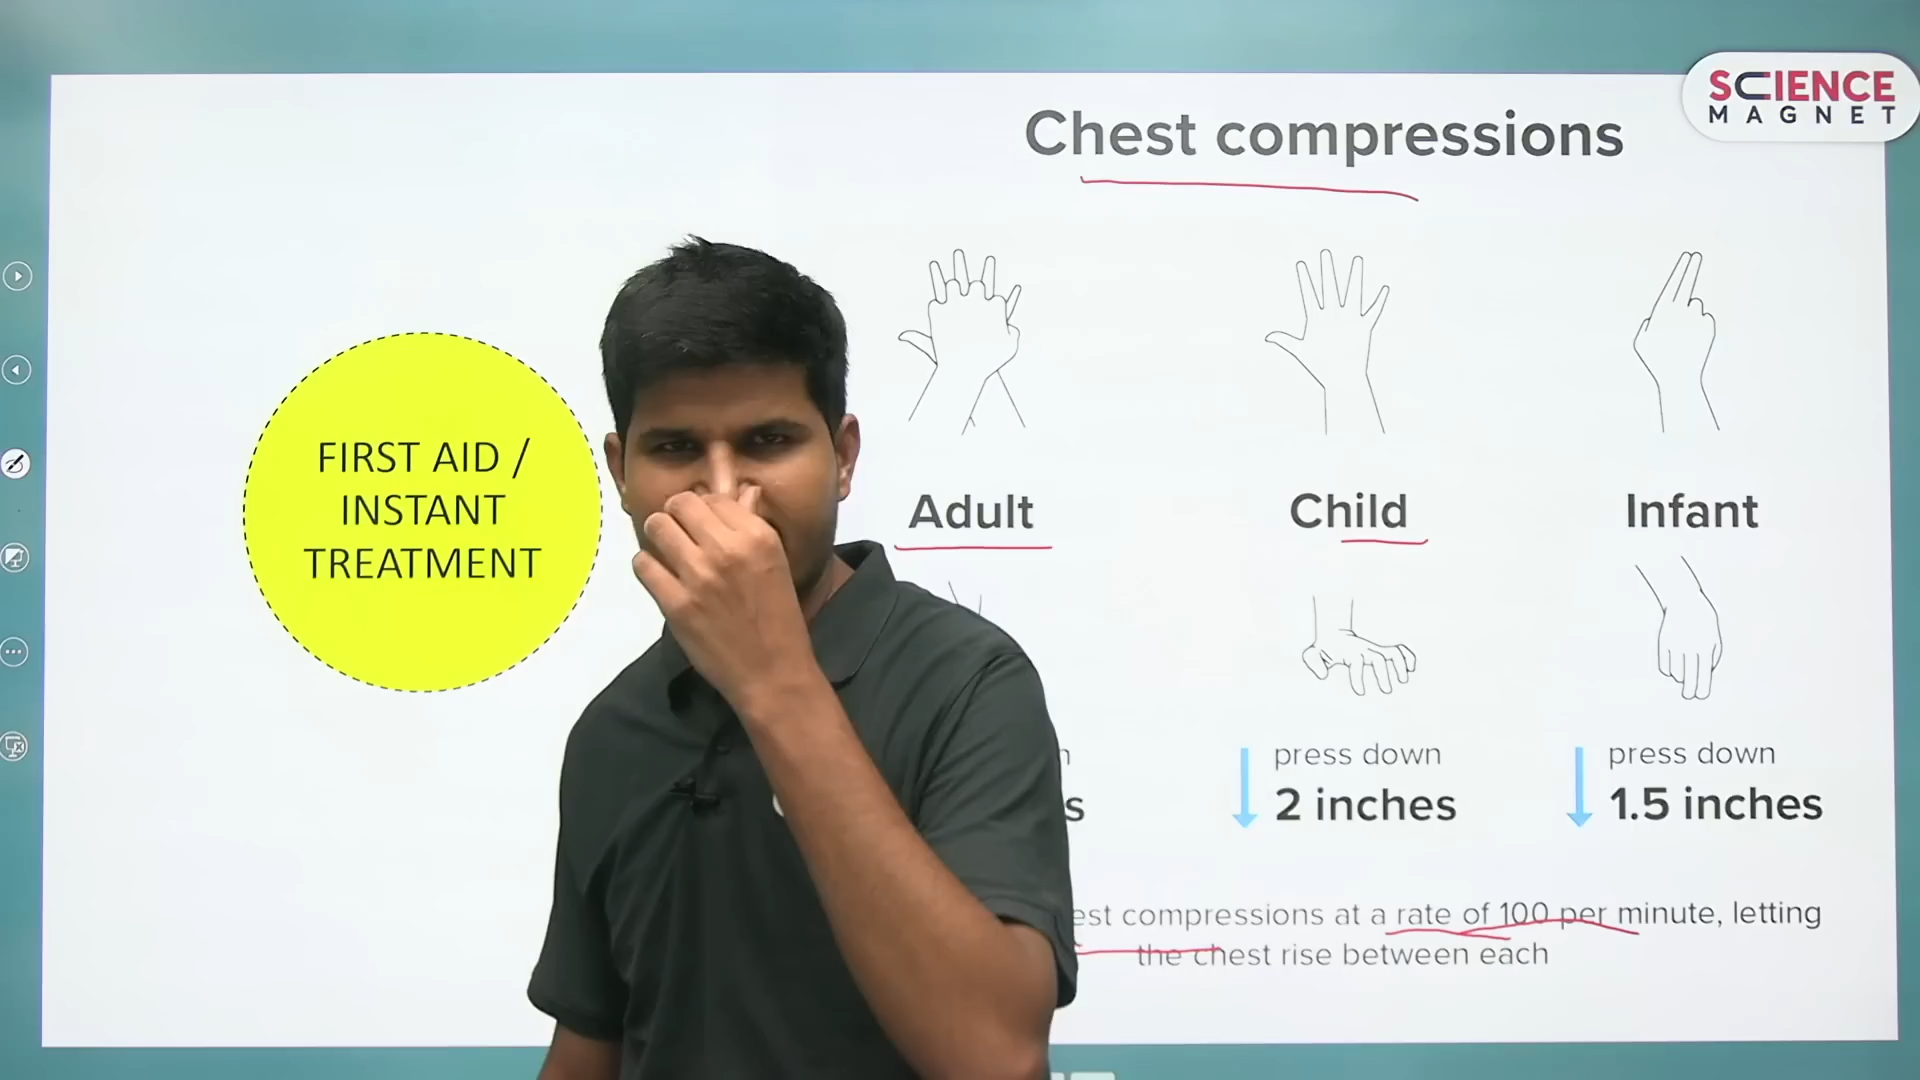 SCIENCE
MAGNET
Chest compressions
FIRST AID /
INSTANT
TREATMENT
Adult
Child
Infant
press down
2 inches
press down
1.5 inches
compressions at a rate of 100 per minute, letting
the chest rise between each